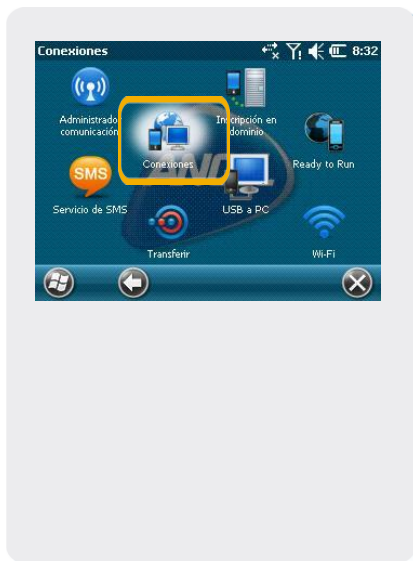 Conexiones 8:32
Administrado
comunicación
Inscripción en
dominio
Conexiones
Ready to Run
SMS
Servicio de SMS
USB a PC
Transferir
Wi-Fi